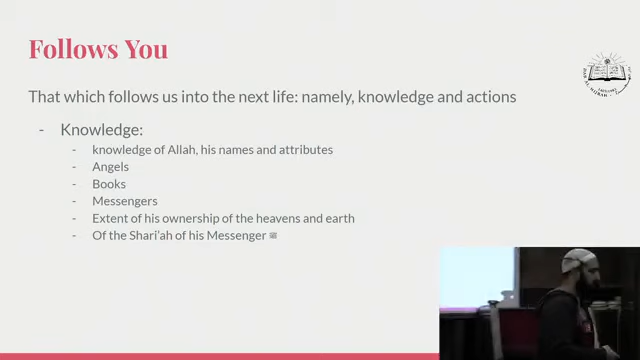 Follows You
That which follows us into the next life: namely, knowledge and actions
- Knowledge:
- knowledge of Allah, his names and attributes
- Angels
- Books
- Messengers
- Extent of his ownership of the heavens and earth
- Of the Shari'ah of his Messenger ﷺ